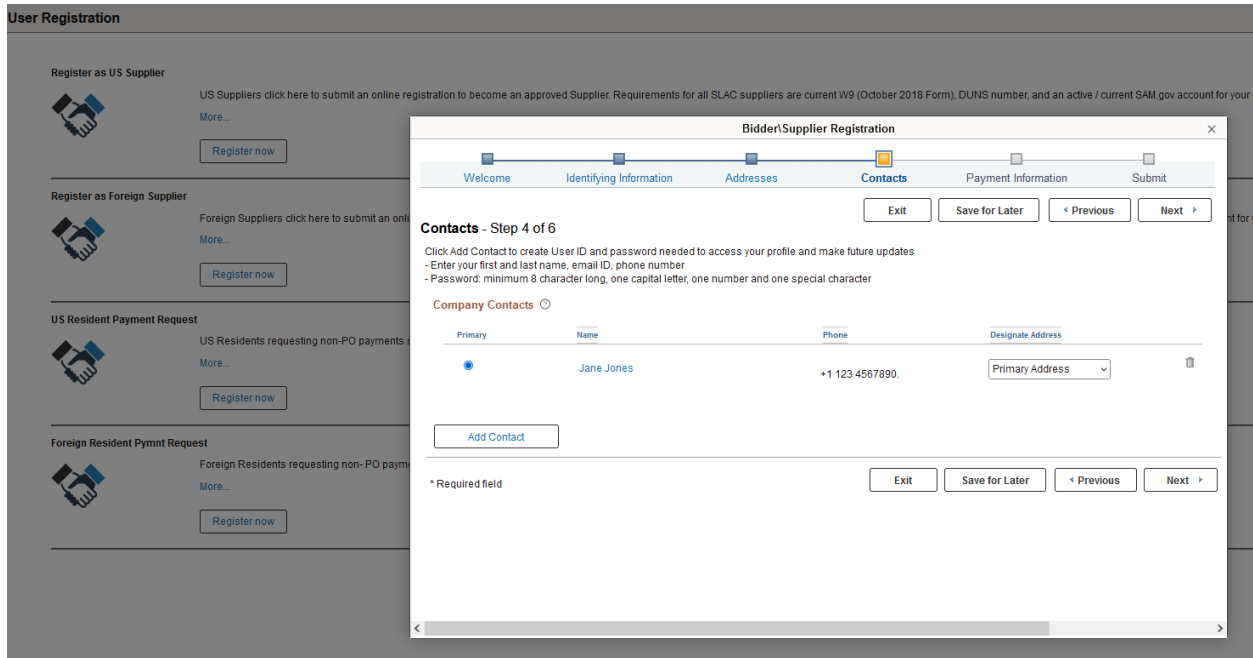 User Registration
Register as US Supplier
US Suppliers click here to submit an online registration to become an approved Supplier. Requirements for all SLAC suppliers are current W9 (October 2018 Form), DUNS number, and an active / current SAM.gov account for your
More...
Register now
Register as Foreign Supplier
Foreign Suppliers click here to submit an onli
nt for
More...
Register now
US Resident Payment Request
US Residents requesting non-PO payments
More...
Register now
Foreign Resident Pymnt Request
Foreign Residents requesting non- PO paym
More...
Register now
Bidder\Supplier Registration
Welcome Identifying Information Addresses Contacts Payment Information Submit
Exit Save for Later Previous Next
Contacts - Step 4 of 6
Click Add Contact to create User ID and password needed to access your profile and make future updates
- Enter your first and last name, email ID, phone number
- Password: minimum 8 character long, one capital letter, one number and one special character
Company Contacts ?
Primary Name Phone Designate Address
Jane Jones +1 123 4567890. Primary Address
Add Contact
* Required field
Exit Save for Later Previous Next